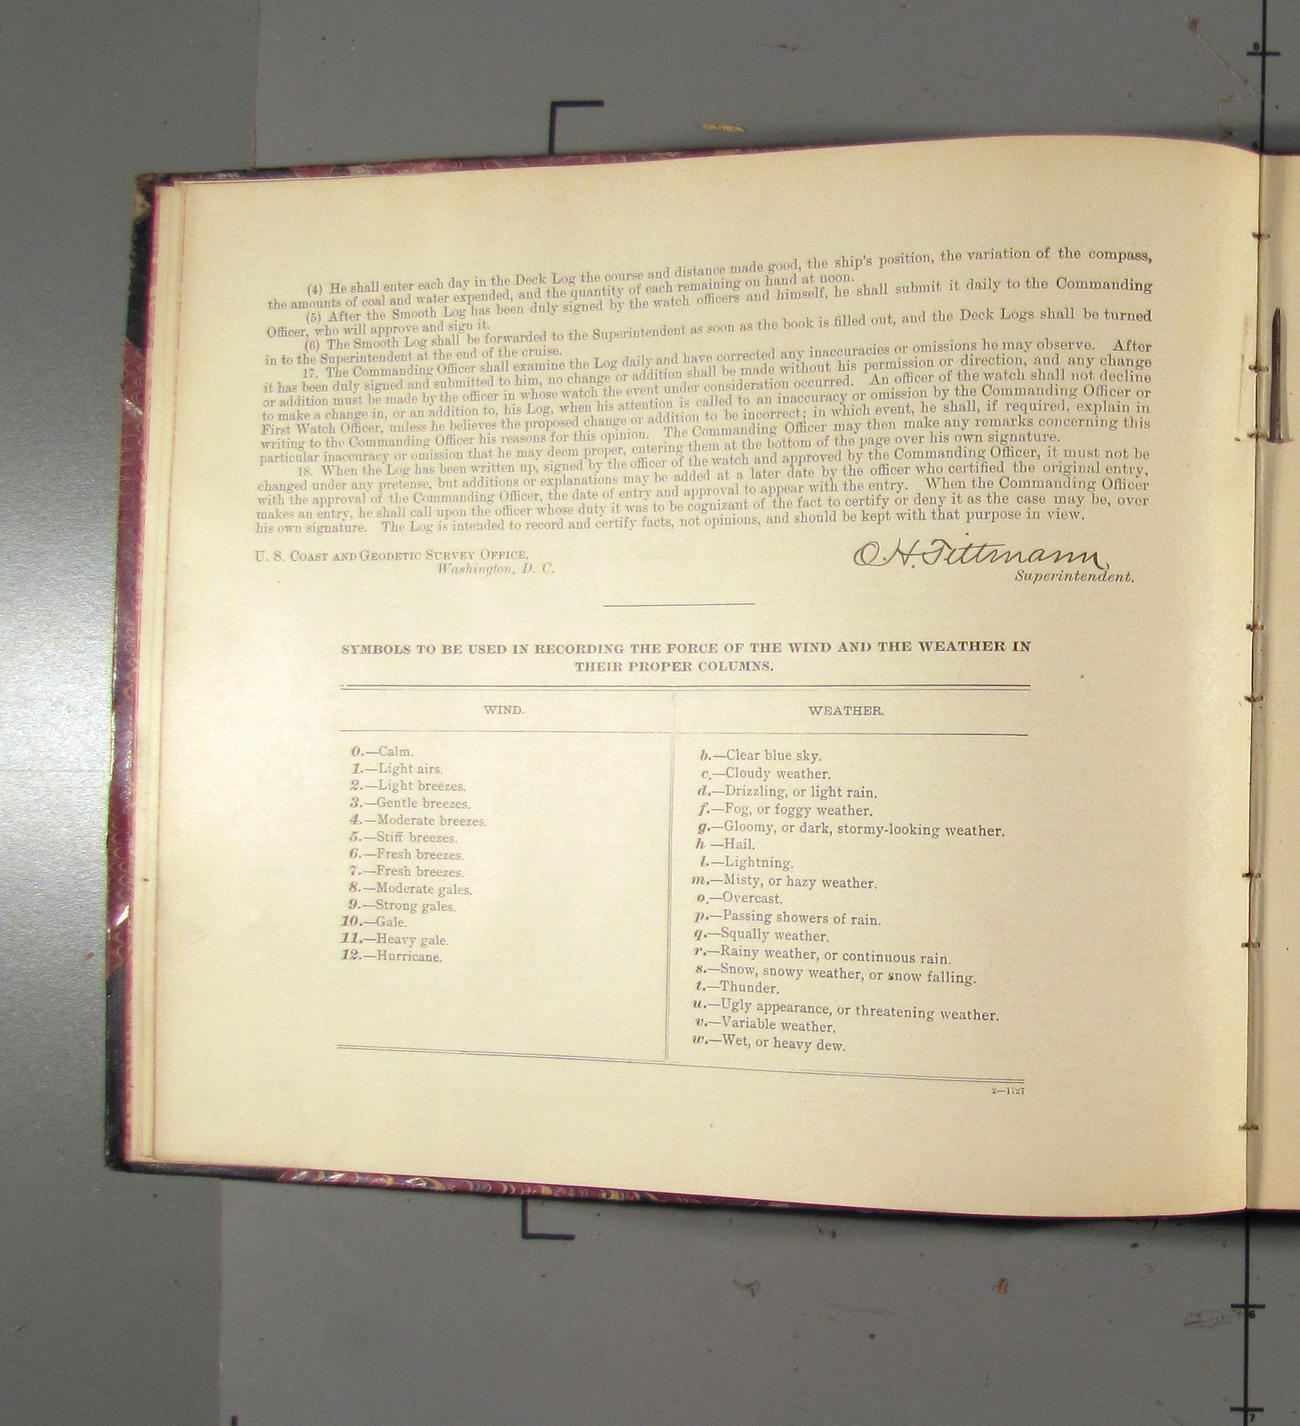 (4) He shall enter each day in the Deck Log the course and distance made good, the ship's position, the variation of the compass,
the amounts of coal and water expended, and the quantity of each remaining on hand at noon.
(5) After the Smooth Log has been duly signed by the watch officers and himself, he shall submit it daily to the Commanding
Officer, who will approve and sign it.
(6) The Smooth Log shall be forwarded to the Superintendent as soon as the book is filled out, and the Deck Logs shall be turned
in to the Superintendent at the end of the cruise.
17. The Commanding Officer shall examine the Log daily and have corrected any inaccuracies or omissions he may observe. After
it has been duly signed and submitted to him, no change or addition shall be made without his permission or direction, and any change
or addition must be made by the officer in whose watch the event under consideration occurred. An officer of the watch shall not decline
to make a change in, or an addition to, his Log, when his attention is called to an inaccuracy or omission by the Commanding Officer or
First Watch Officer, unless he believes the proposed change or addition to be incorrect; in which event, he shall, if required, explain in
writing to the Commanding Officer his reasons for this opinion. The Commanding Officer may then make any remarks concerning this
particular inaccuracy or omission that he may deem proper, entering them at the bottom of the page over his own signature.
18. When the Log has been written up, signed by the officer of the watch and approved by the Commanding Officer, it must not be
changed under any pretense, but additions or explanations may be added at a later date by the officer who certified the original entry,
with the approval of the Commanding Officer, the date of entry and approval to appear with the entry. When the Commanding Officer
makes an entry, he shall call upon the officer whose duty it was to be cognizant of the fact to certify or deny it as the case may be, over
his own signature. The Log is intended to record and certify facts, not opinions, and should be kept with that purpose in view.
U. S. COAST AND GEODETIC SURVEY OFFICE,
Washington, D. C.
O. H. Tittmann,
Superintendent.
SYMBOLS TO BE USED IN RECORDING THE FORCE OF THE WIND AND THE WEATHER IN
THEIR PROPER COLUMNS.
WIND.
0.—Calm.
1.—Light airs.
2.—Light breezes.
3.—Gentle breezes.
4.—Moderate breezes.
5.—Stiff breezes.
6.—Fresh breezes.
7.—Fresh breezes.
8.—Moderate gales.
9.—Strong gales.
10.—Gale.
11.—Heavy gale.
12.—Hurricane.
WEATHER.
b.—Clear blue sky.
c.—Cloudy weather.
d.—Drizzling, or light rain.
f.—Fog, or foggy weather.
g.—Gloomy, or dark, stormy-looking weather.
h —Hail.
l.—Lightning.
m.—Misty, or hazy weather.
o.—Overcast.
p.—Passing showers of rain.
q.—Squally weather.
r.—Rainy weather, or continuous rain.
s.—Snow, snowy weather, or snow falling.
t.—Thunder.
u.—Ugly appearance, or threatening weather.
v.—Variable weather.
w.—Wet, or heavy dew.
2—1727
6
6
7